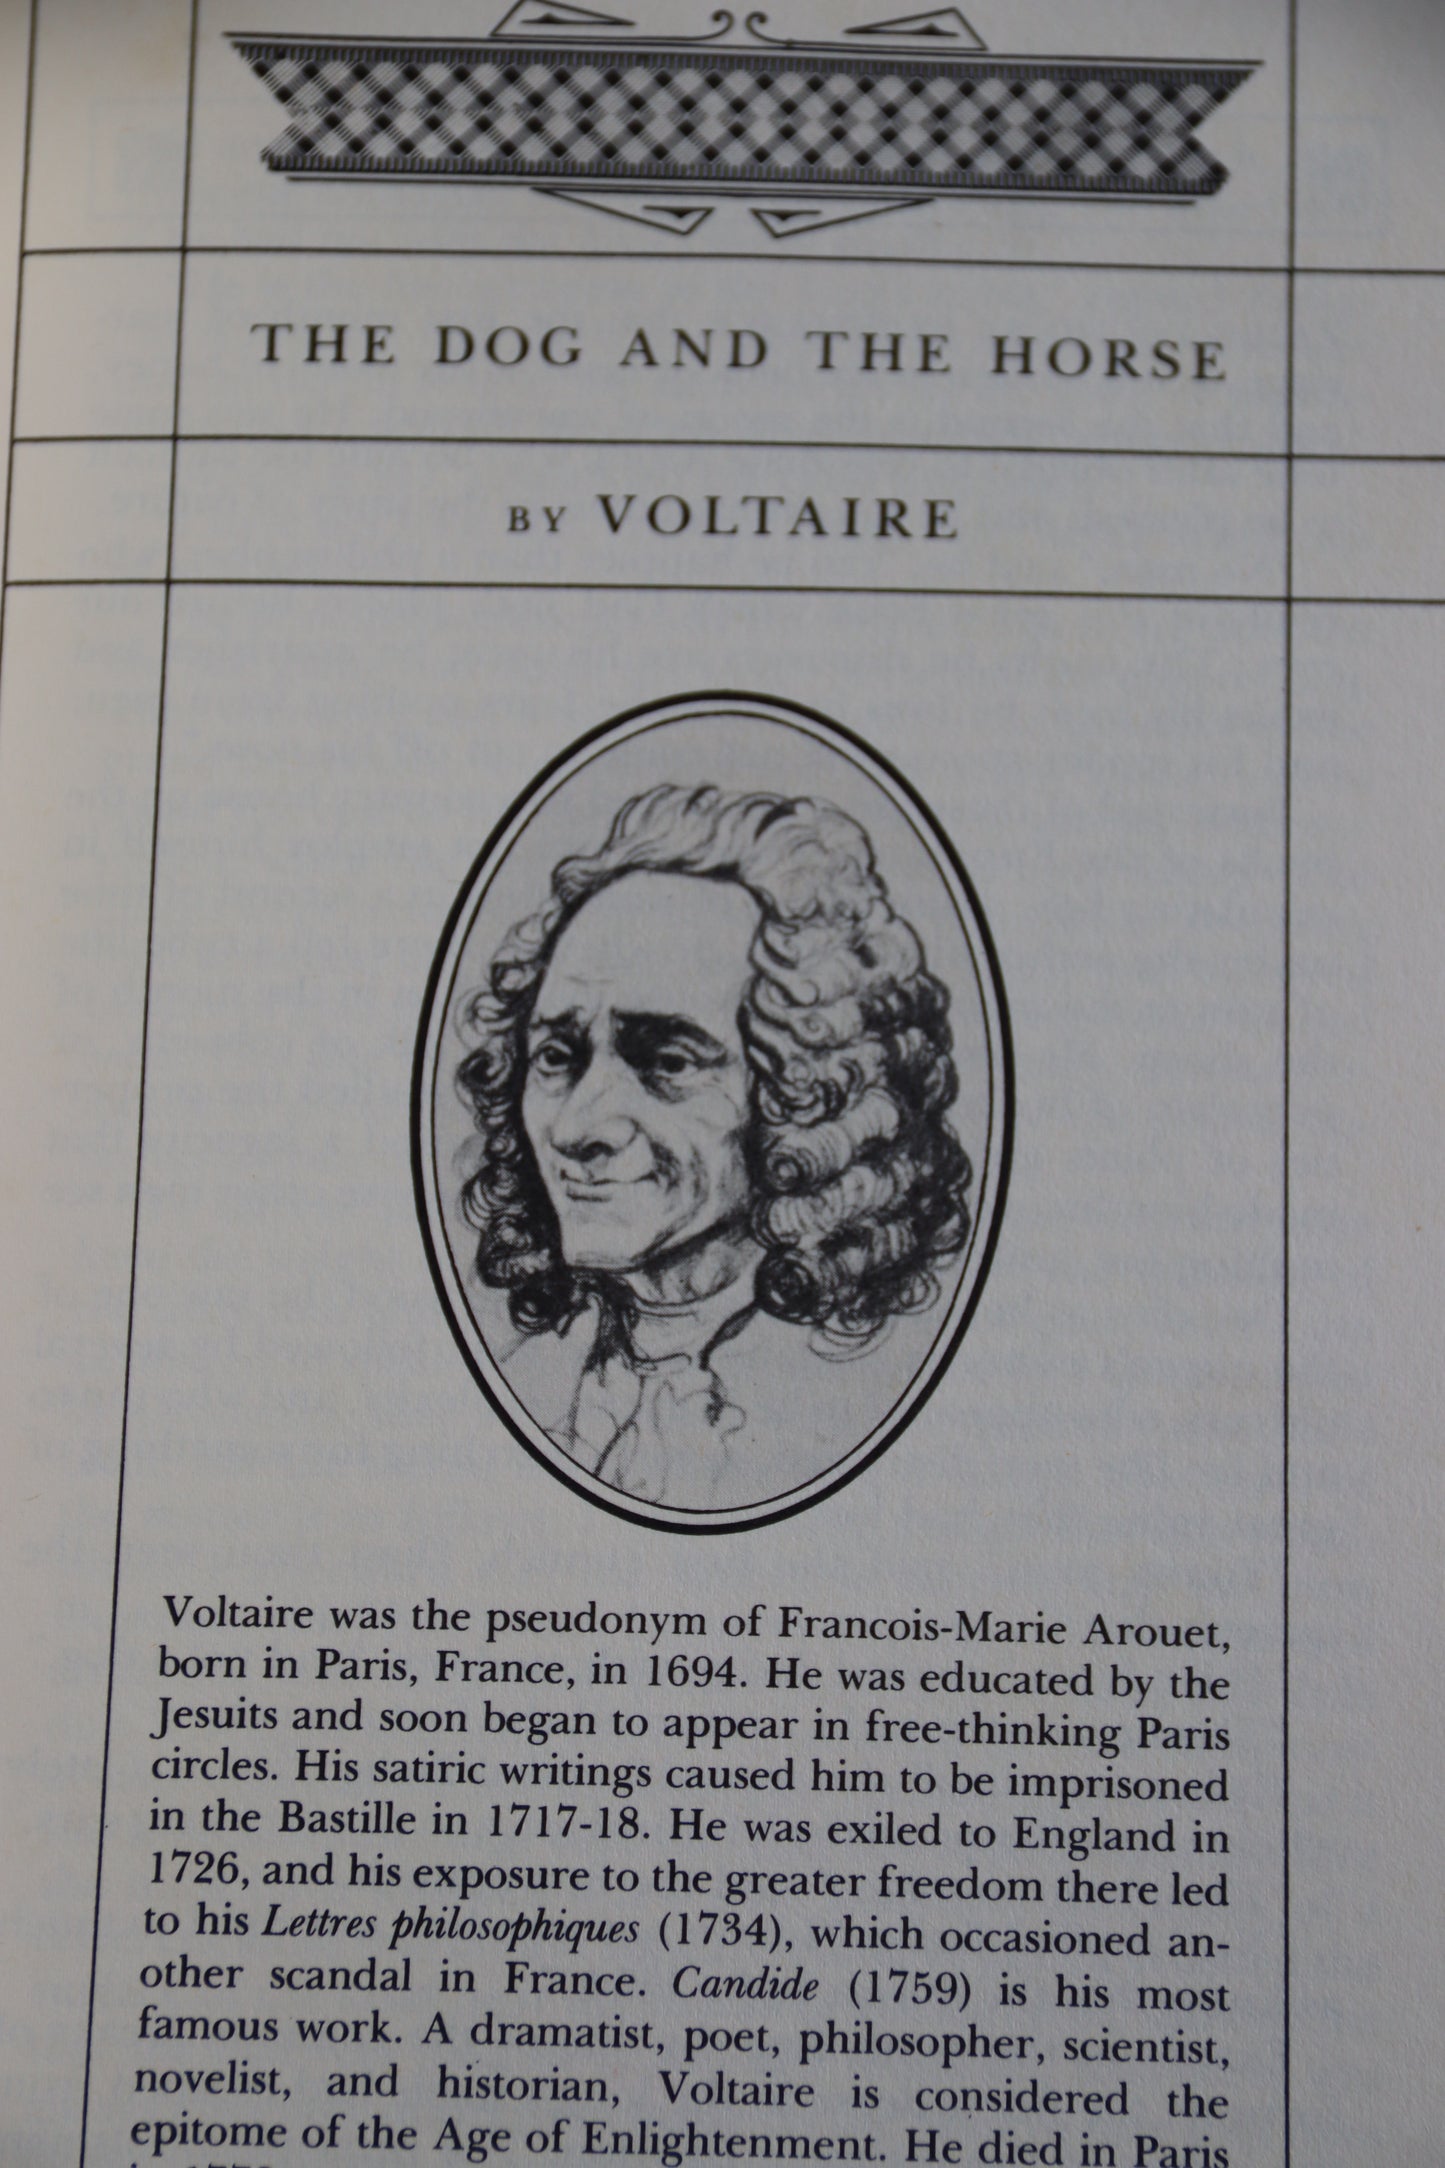 THE DOG AND THE HORSE
BY VOLTAIRE
Voltaire was the pseudonym of Francois-Marie Arouet,
born in Paris, France, in 1694. He was educated by the
Jesuits and soon began to appear in free-thinking Paris
circles. His satiric writings caused him to be imprisoned
in the Bastille in 1717-18. He was exiled to England in
1726, and his exposure to the greater freedom there led
to his Lettres philosophiques (1734), which occasioned an-
other scandal in France. Candide (1759) is his most
famous work. A dramatist, poet, philosopher, scientist,
novelist, and historian, Voltaire is considered the
epitome of the Age of Enlightenment. He died in Paris